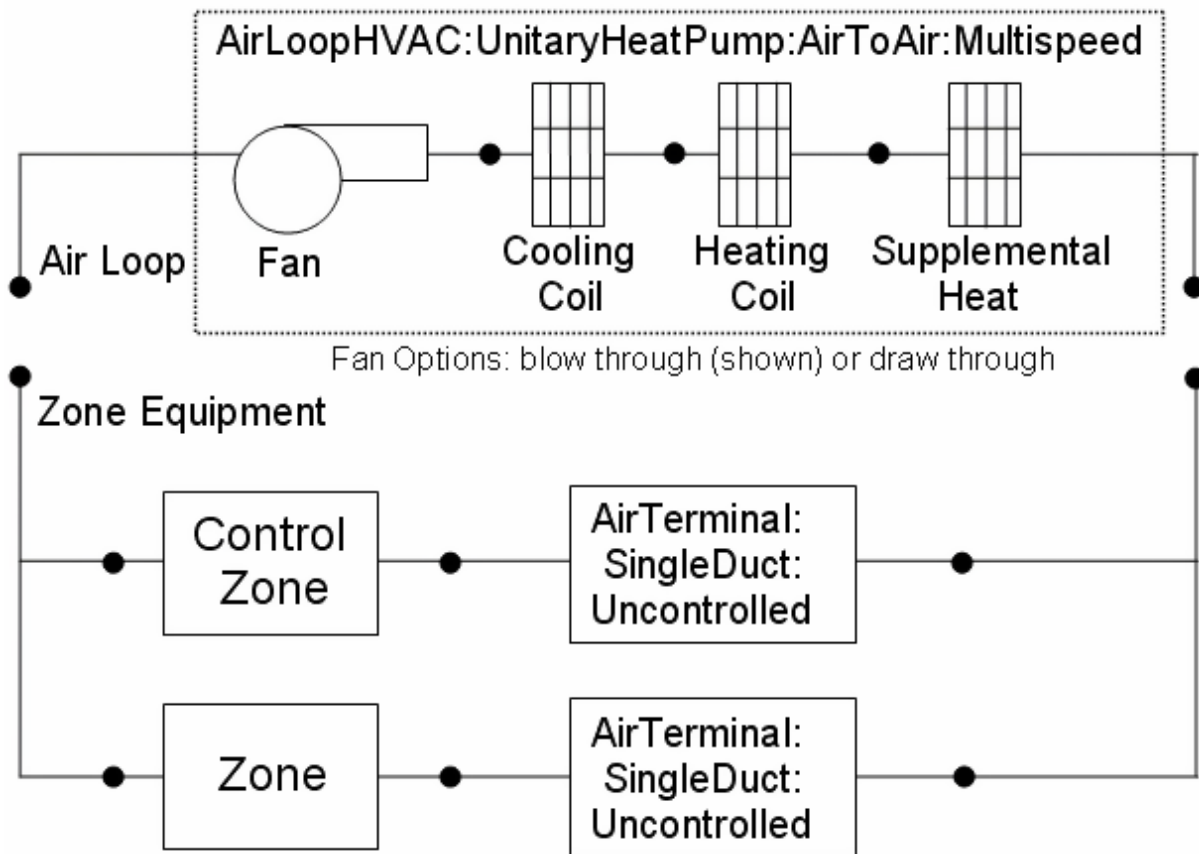 AirLoopHVAC:UnitaryHeatPump:AirToAir:Multispeed
Air Loop
Fan
Cooling
Coil
Heating
Coil
Supplemental
Heat
Fan Options: blow through (shown) or draw through
Zone Equipment
Control
Zone
AirTerminal:
SingleDuct:
Uncontrolled
Zone
AirTerminal:
SingleDuct:
Uncontrolled